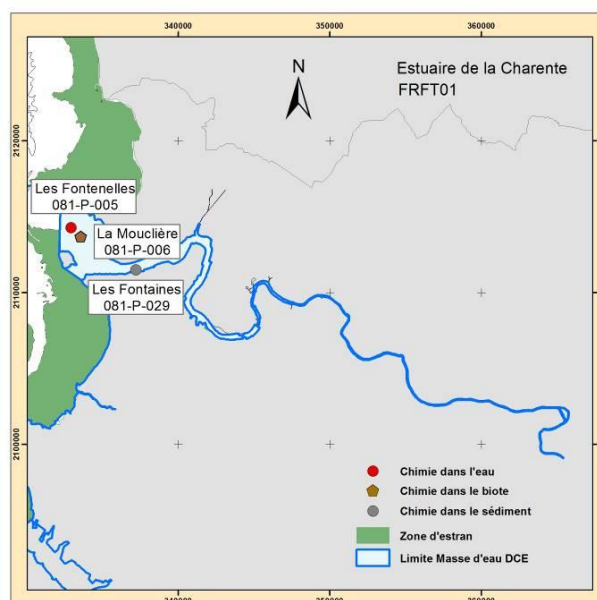 340000 350000 360000
Estuaire de la Charente
FRFT01
N
2120000
2110000
2100000
Les Fontenelles
081-P-005
La Mouclière
081-P-006
Les Fontaines
081-P-029
Chimie dans l'eau
Chimie dans le biote
Chimie dans le sédiment
Zone d'estran
Limite Masse d'eau DCE
340000 350000 360000